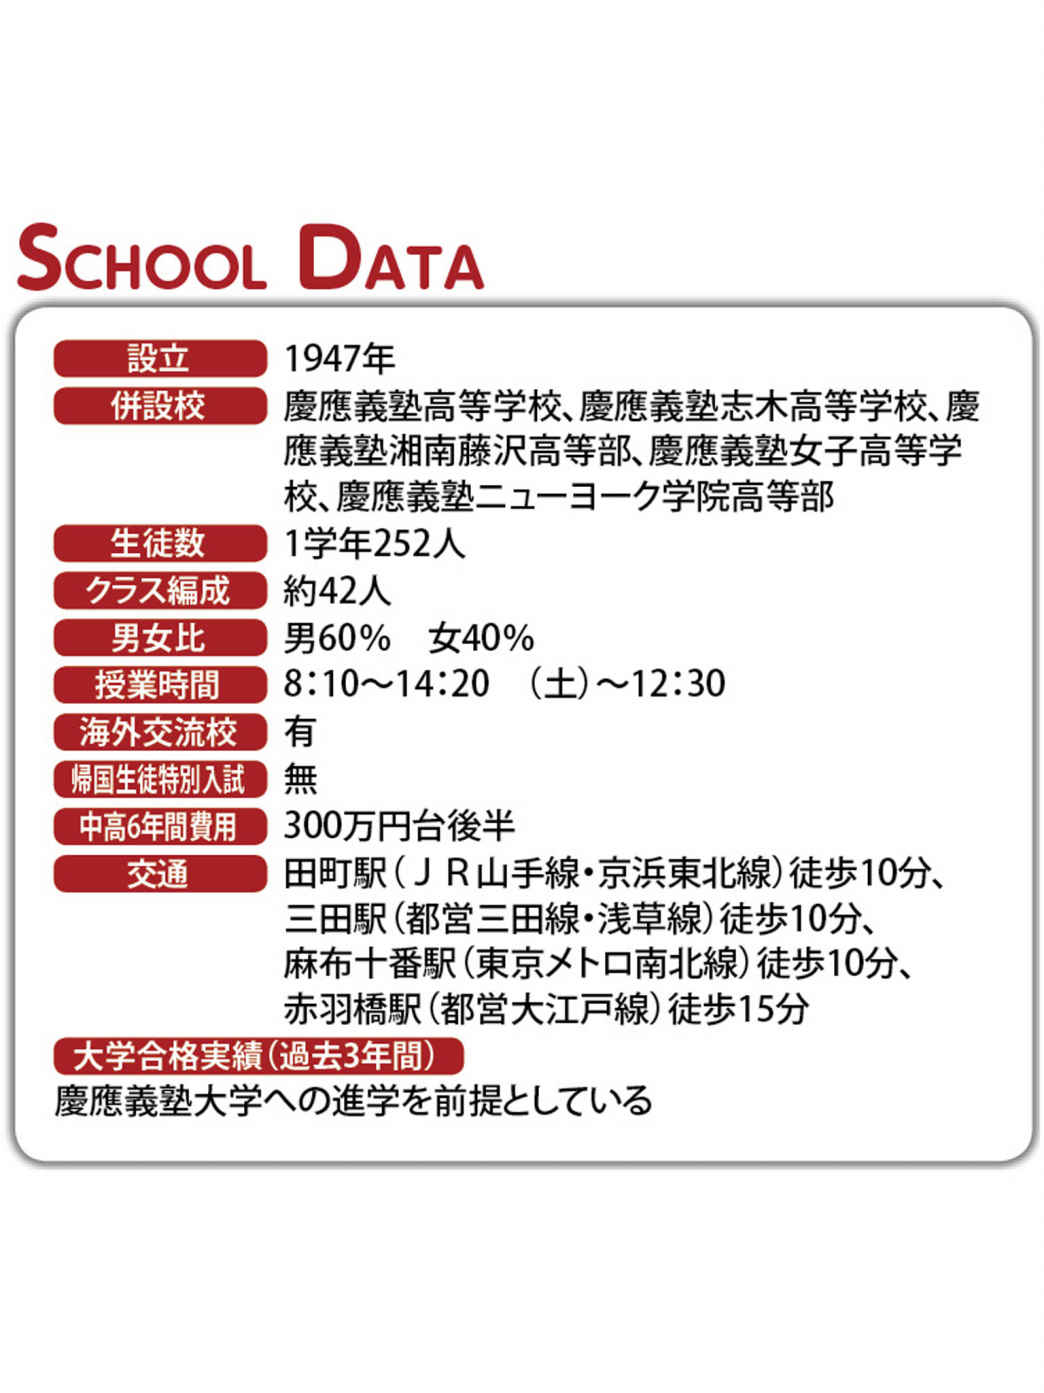 SCHOOL DATA
設立 1947年
併設校 慶應義塾高等学校、慶應義塾志木高等学校、慶
應義塾湘南藤沢高等部、慶應義塾女子高等学
校、慶應義塾ニューヨーク学院高等部
生徒数 1学年252人
クラス編成 約42人
男女比 男60% 女40%
授業時間 8:10〜14:20 (土)〜12:30
海外交流校 有
帰国生徒特別入試 無
中高6年間費用 300万円台後半
交通 田町駅(JR山手線・京浜東北線)徒歩10分、
三田駅(都営三田線・浅草線)徒歩10分、
麻布十番駅(東京メトロ南北線)徒歩10分、
赤羽橋駅(都営大江戸線)徒歩15分
大学合格実績(過去3年間)
慶應義塾大学への進学を前提としている